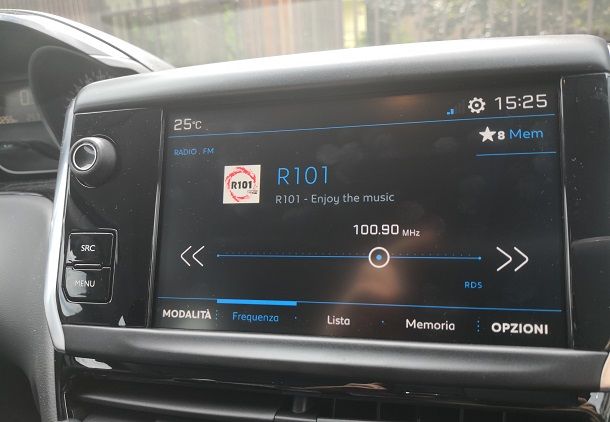 25°C
15:25
RADIO . FM
8 Mem
R101
R101
R101 - Enjoy the music
100.90 MHz
SRC
MENU
RDS
MODALITÀ
Frequenza
Lista
Memoria
OPZIONI